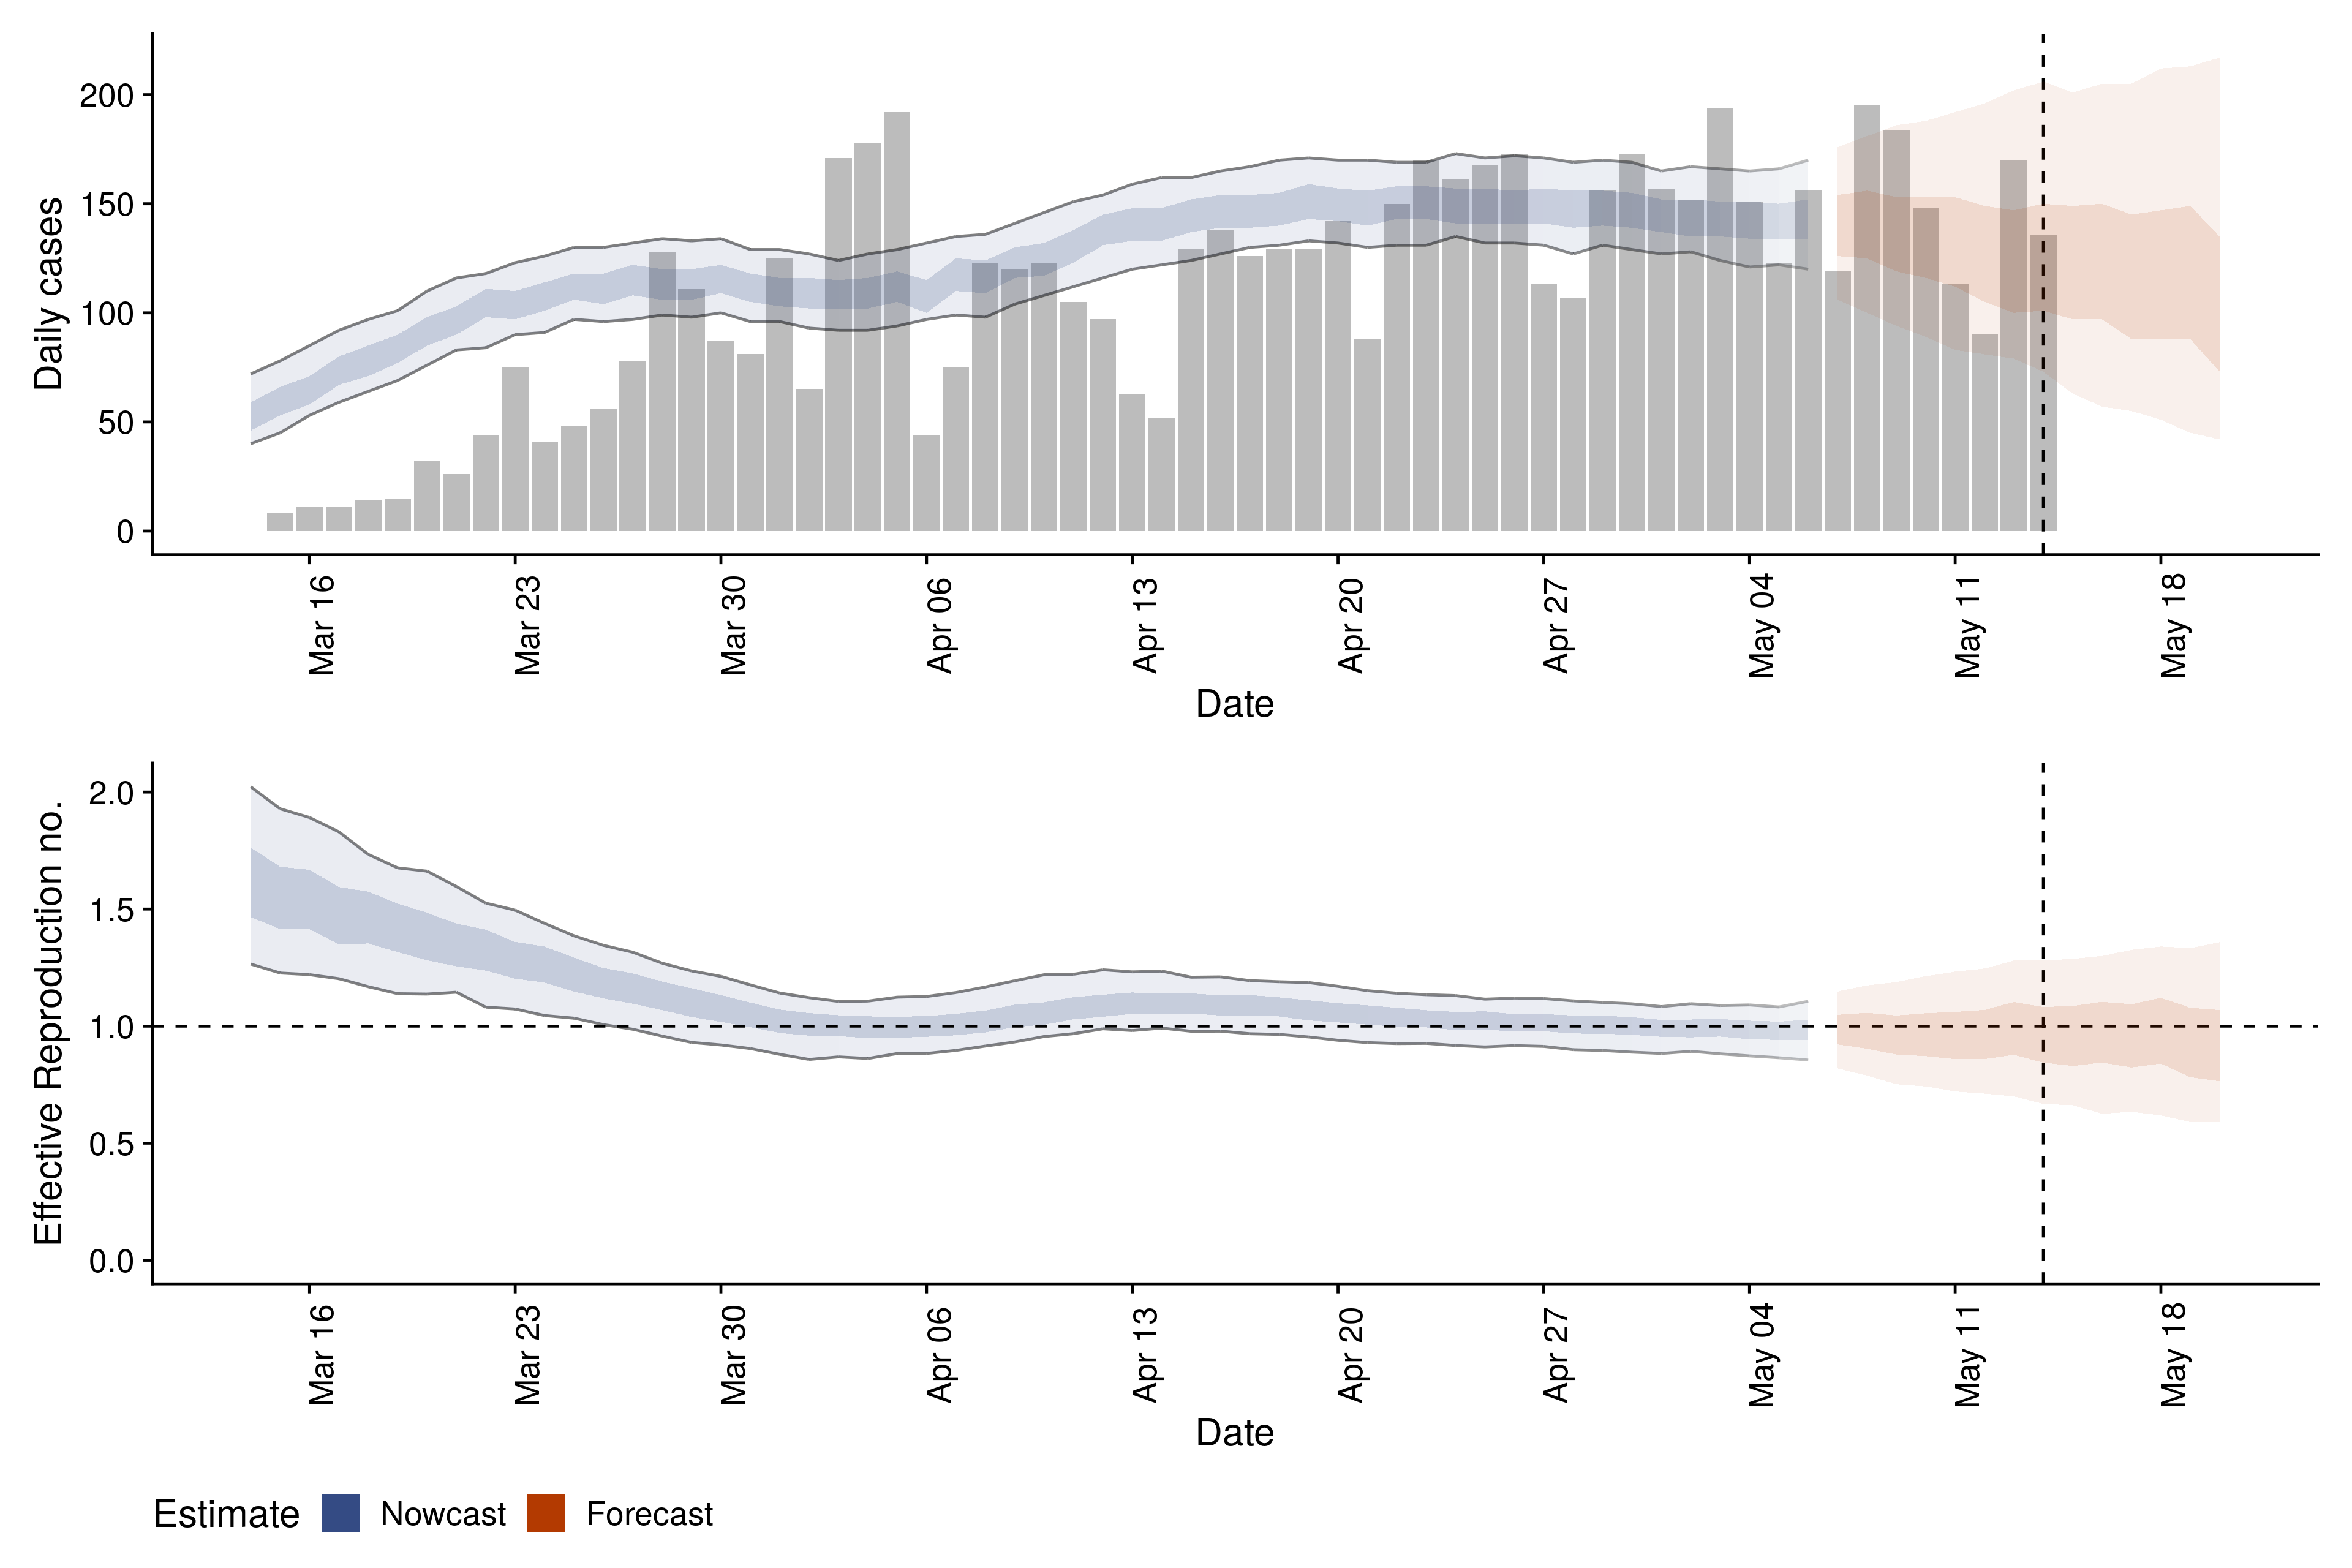 Daily cases
200
150
100
50
0
Mar 16
Mar 23
Mar 30
Apr 06
Apr 13
Apr 20
Apr 27
May 04
May 11
May 18
Date
Effective Reproduction no.
2.0
1.5
1.0
0.5
0.0
Mar 16
Mar 23
Mar 30
Apr 06
Apr 13
Apr 20
Apr 27
May 04
May 11
May 18
Date
Estimate Nowcast Forecast